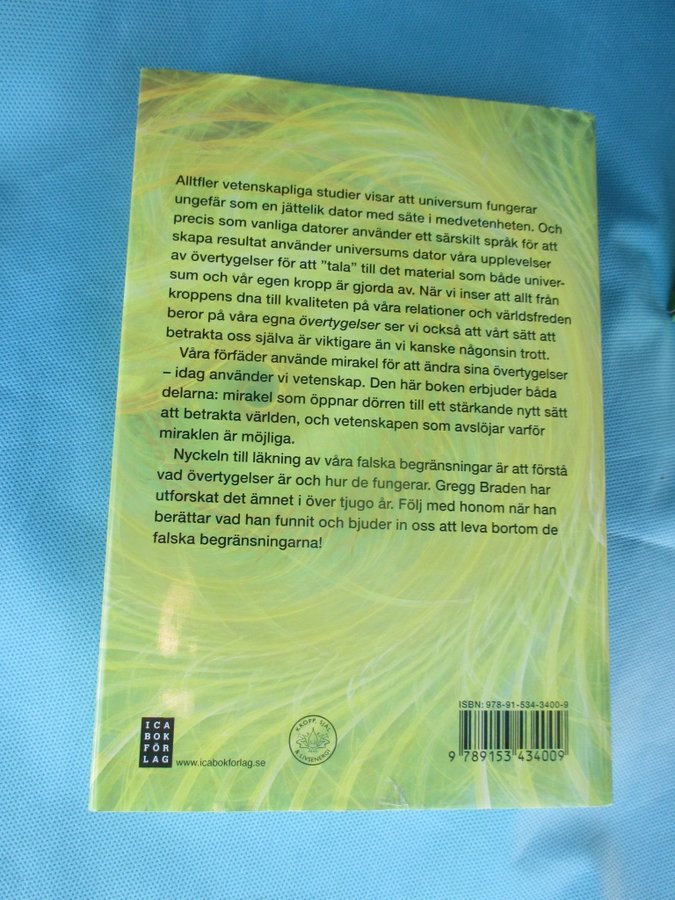 Alltfler vetenskapliga studier visar att universum fungerar
ungefär som en jättelik dator med säte i medvetenheten. Och
precis som vanliga datorer använder ett särskilt språk för att
skapa resultat använder universums dator våra upplevelser
av övertygelser för att "tala" till det material som både univer-
sum och vår egen kropp är gjorda av. När vi inser att allt från
kroppens dna till kvaliteten på våra relationer och världsfreden
beror på våra egna övertygelser ser vi också att vårt sätt att
betrakta oss själva är viktigare än vi kanske någonsin trott.
Våra förfäder använde mirakel för att ändra sina övertygelser
– idag använder vi vetenskap. Den här boken erbjuder båda
delarna: mirakel som öppnar dörren till ett stärkande nytt sätt
att betrakta världen, och vetenskapen som avslöjar varför
miraklen är möjliga.
Nyckeln till läkning av våra falska begränsningar är att förstå
vad övertygelser är och hur de fungerar. Gregg Braden har
utforskat det ämnet i över tjugo år. Följ med honom när han
berättar vad han funnit och bjuder in oss att leva bortom de
falska begränsningarna!
ICA
BOK
FÖR
LAG
www.icabokforlag.se
KROPP, SJÄL
& LIVSENERGI
ISBN: 978-91-534-3400-9
9 789153 434009